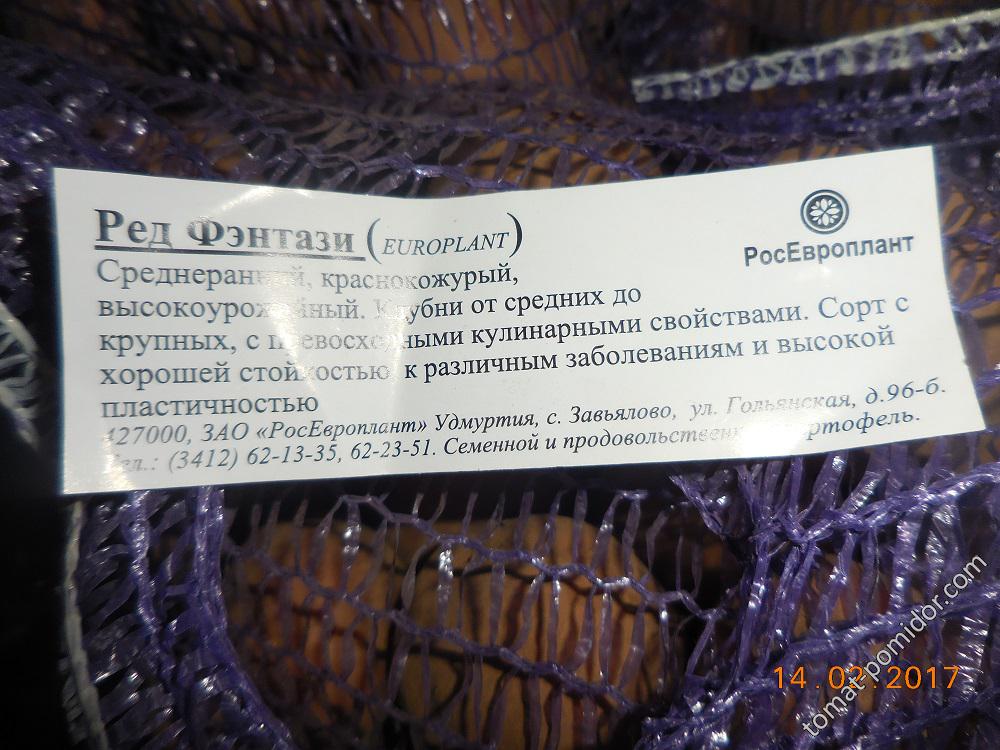 Ред Фэнтази (EUROPLANT)
РосЕвроплант
Среднеранний, краснокожурый,
высокоурожайный. Клубни от средних до
крупных, с превосходными кулинарными свойствами. Сорт с
хорошей стойкостью к различным заболеваниям и высокой
пластичностью
427000, ЗАО «РосЕвроплант» Удмуртия, с. Завьялово, ул. Гольянская, д.96-б.
Тел.: (3412) 62-13-35, 62-23-51. Семенной и продовольственный картофель.
14.02.2017
tomat-pomidor.com